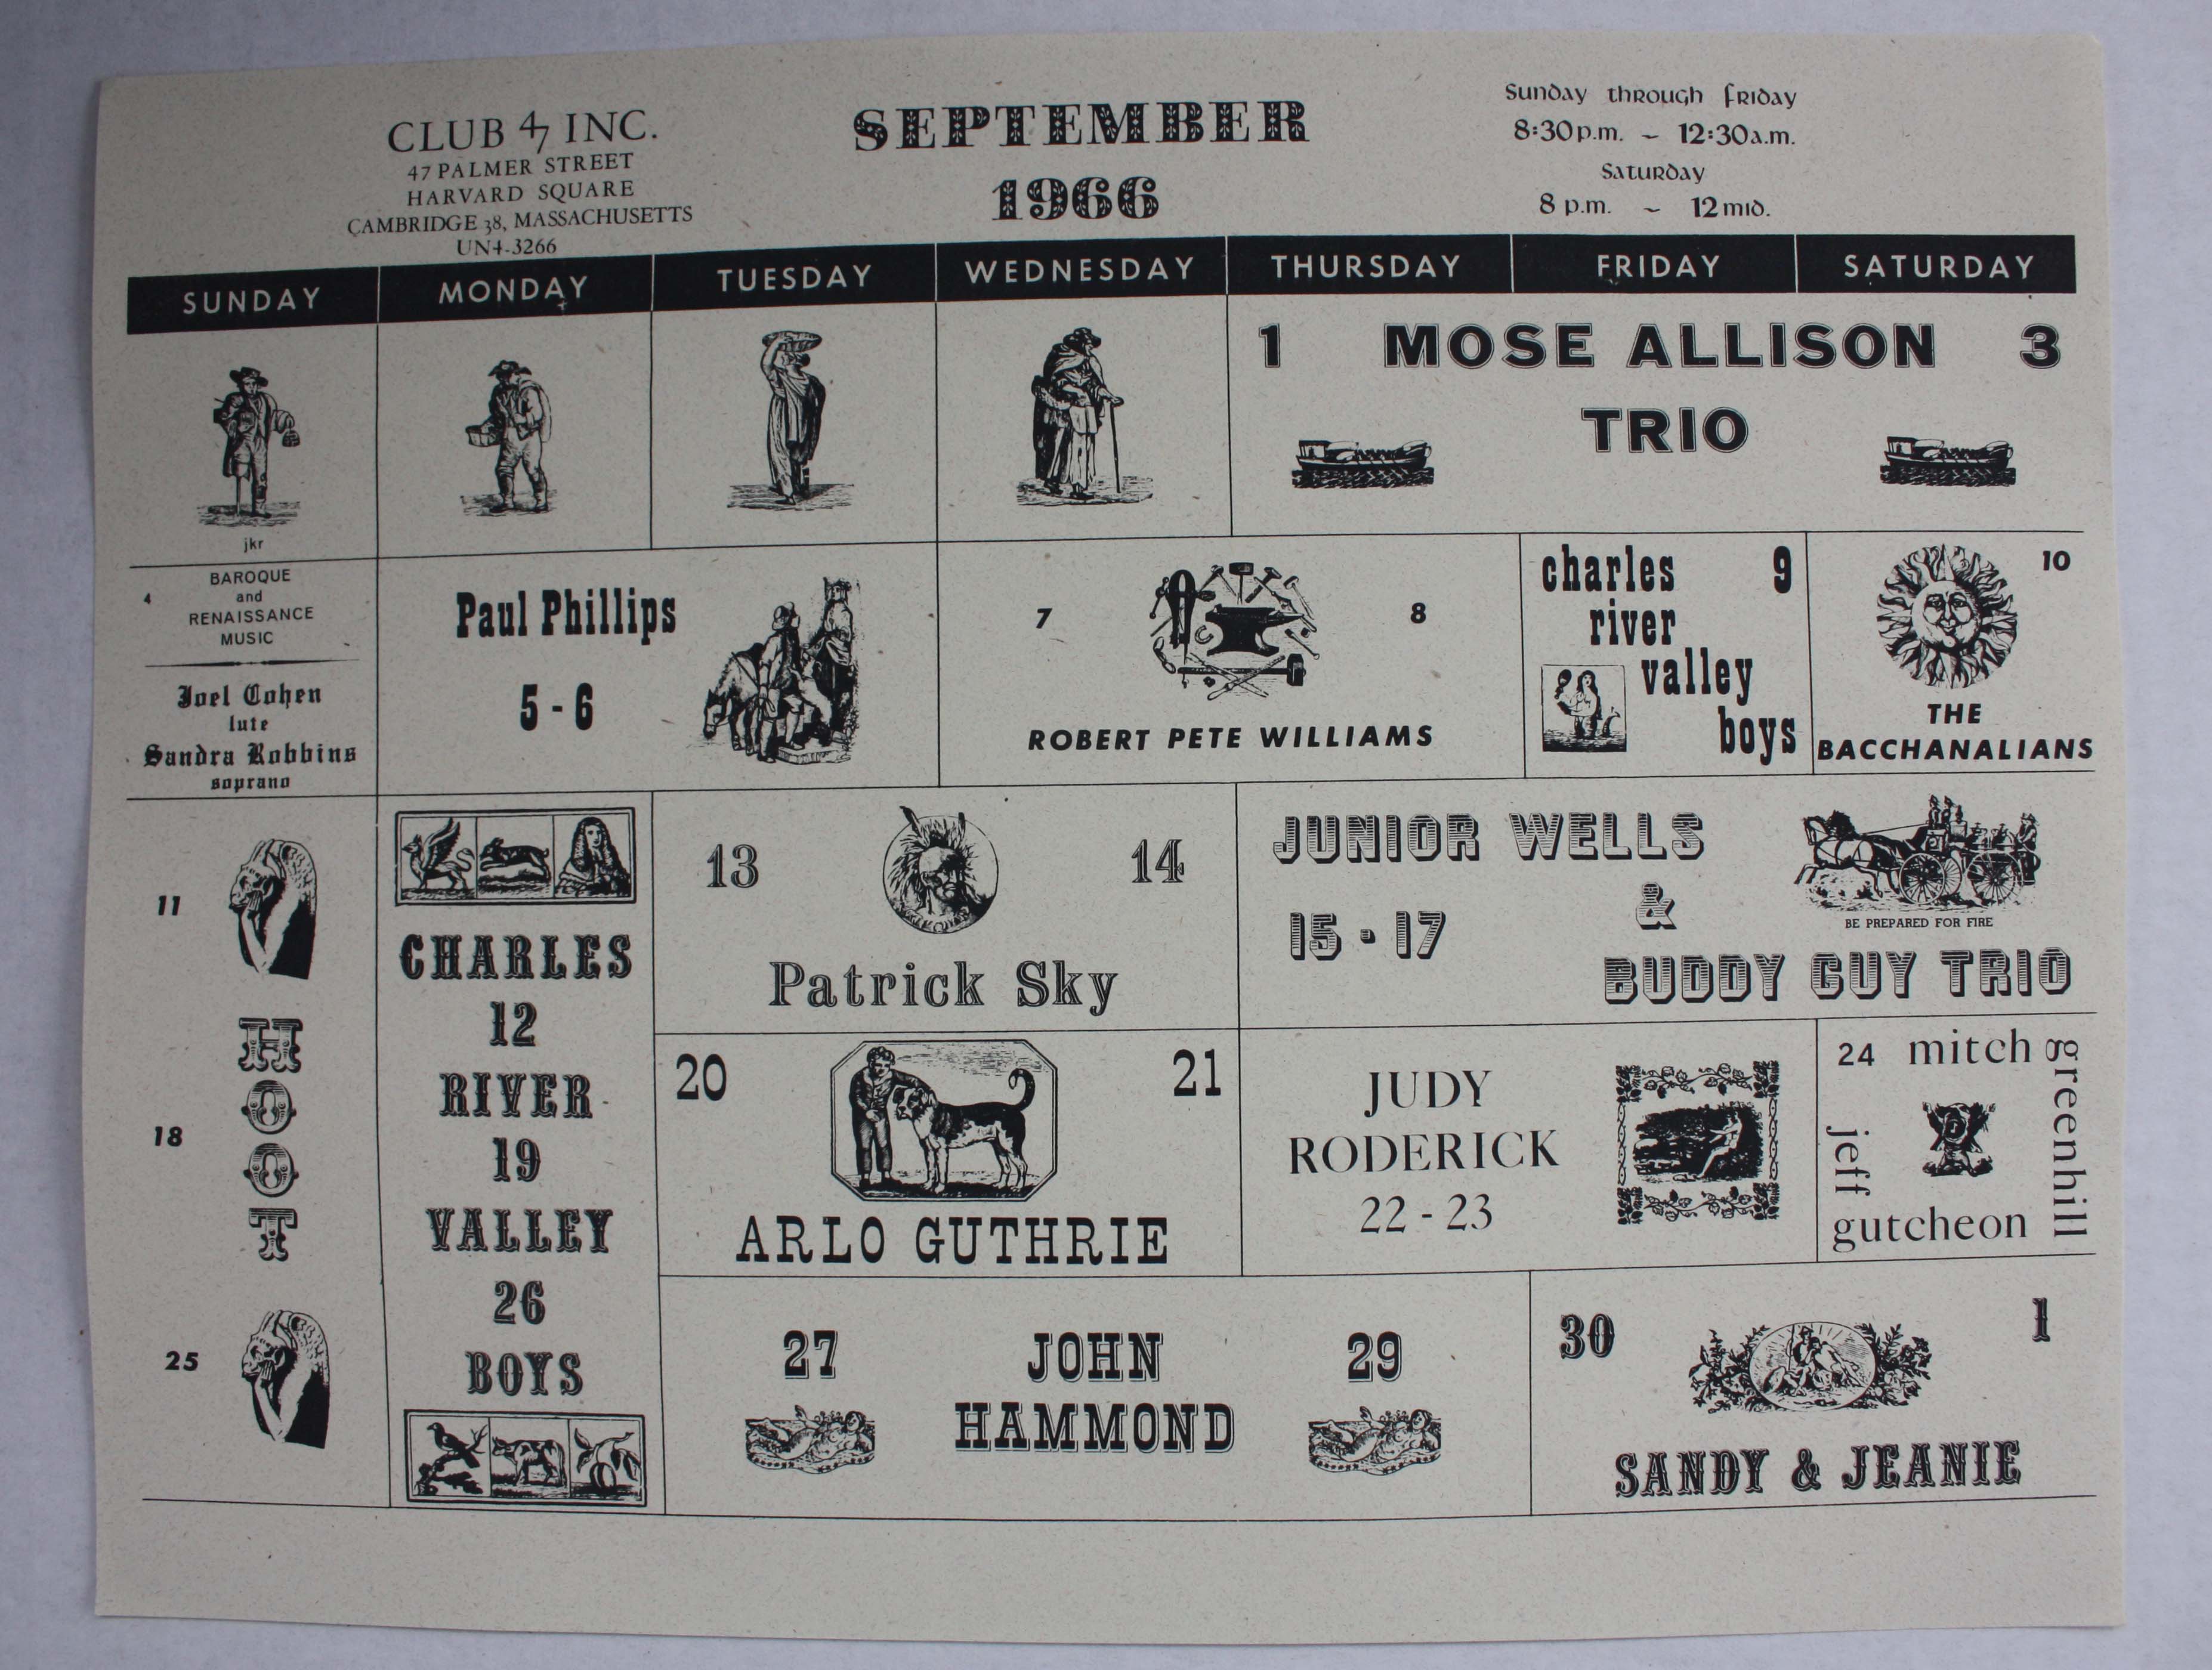 CLUB 47 INC.
47 PALMER STREET
HARVARD SQUARE
CAMBRIDGE 38, MASSACHUSETTS
UN4-3266
SEPTEMBER
1966
Sunday through Friday
8:30 p.m. ~ 12:30 a.m.
Saturday
8 p.m. ~ 12 mid.
SUNDAY MONDAY TUESDAY WEDNESDAY THURSDAY FRIDAY SATURDAY
jkr
1 MOSE ALLISON 3
TRIO
4
BAROQUE
and
RENAISSANCE
MUSIC
Joel Cohen
lute
Sandra Robbins
soprano
Paul Phillips
5 - 6
7 8
ROBERT PETE WILLIAMS
charles 9
river
valley
boys
10
THE
BACCHANALIANS
11
HOOT
18
25
CHARLES
12
RIVER
19
VALLEY
26
BOYS
13 14
Patrick Sky
JUNIOR WELLS
&
15 - 17
BE PREPARED FOR FIRE
BUDDY GUY TRIO
20 21
ARLO GUTHRIE
JUDY
RODERICK
22 - 23
24 mitch
greenhill
jeff
gutcheon
27 JOHN 29
HAMMOND
30 1
SANDY & JEANIE